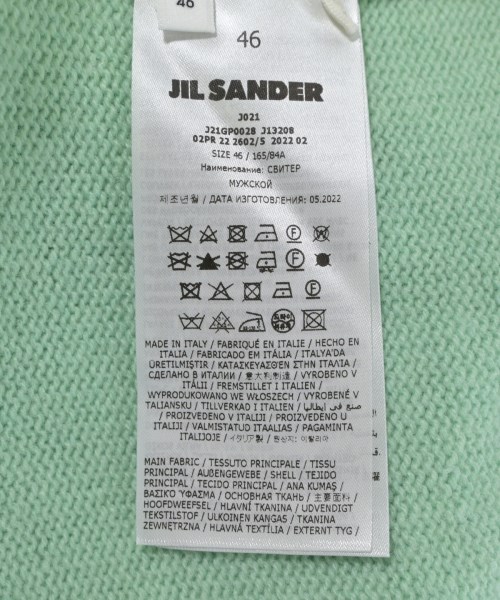 46
46
JIL SANDER
J021
J21GP0028 J13208
02PR 22 2602/5 2022 02
SIZE 46 / 165/84A
Наименование: СВИТЕР
МУЖСКОЙ
제조년월 / ДАТА ИЗГОТОВЛЕНИЯ: 05.2022
MADE IN ITALY / FABRIQUÉ EN ITALIE / HECHO EN
ITALIA / FABRICADO EM ITÁLIA / ITALYA'DA
ÜRETILMIŞTIR / ΚΑΤΑΣΚΕΥΑΖΕΤΑΙ ΣΤΗΝ ΙΤΑΛΊΑ /
СДЕЛАНО В ИТАЛИИ / 意大利制造 / VYROBENO V
ITÁLII / FREMSTILLET I ITALIEN /
WYPRODUKOWANO WE WŁOSZECH / VYROBENÉ V
TALIANSKU / TILLVERKAD I ITALIEN / صنع في إيطاليا
/ PROIZVEDENO U ITALIJI / PROIZVEDENO U
ITALIJI / VALMISTATUD ITAALIAS / PAGAMINTA
ITALIJOJE / イタリア製 / 원산지: 이탈리아
MAIN FABRIC / TESSUTO PRINCIPALE / TISSU
PRINCIPAL / AUßENGEWEBE / SHELL / TEJIDO
PRINCIPAL / TECIDO PRINCIPAL / ANA KUMAŞ /
ΒΑΣΙΚΟ ΥΦΑΣΜΑ / ОСНОВНАЯ ТКАНЬ / 主要面料 /
HOOFDWEEFSEL / HLAVNÍ TKANINA / UDVENDIGT
TEKSTILSTOF / ULKOINEN KANGAS / TKANINA
ZEWNĘTRZNA / HLAVNÁ TEXTÍLIA / EXTERNT TYG /